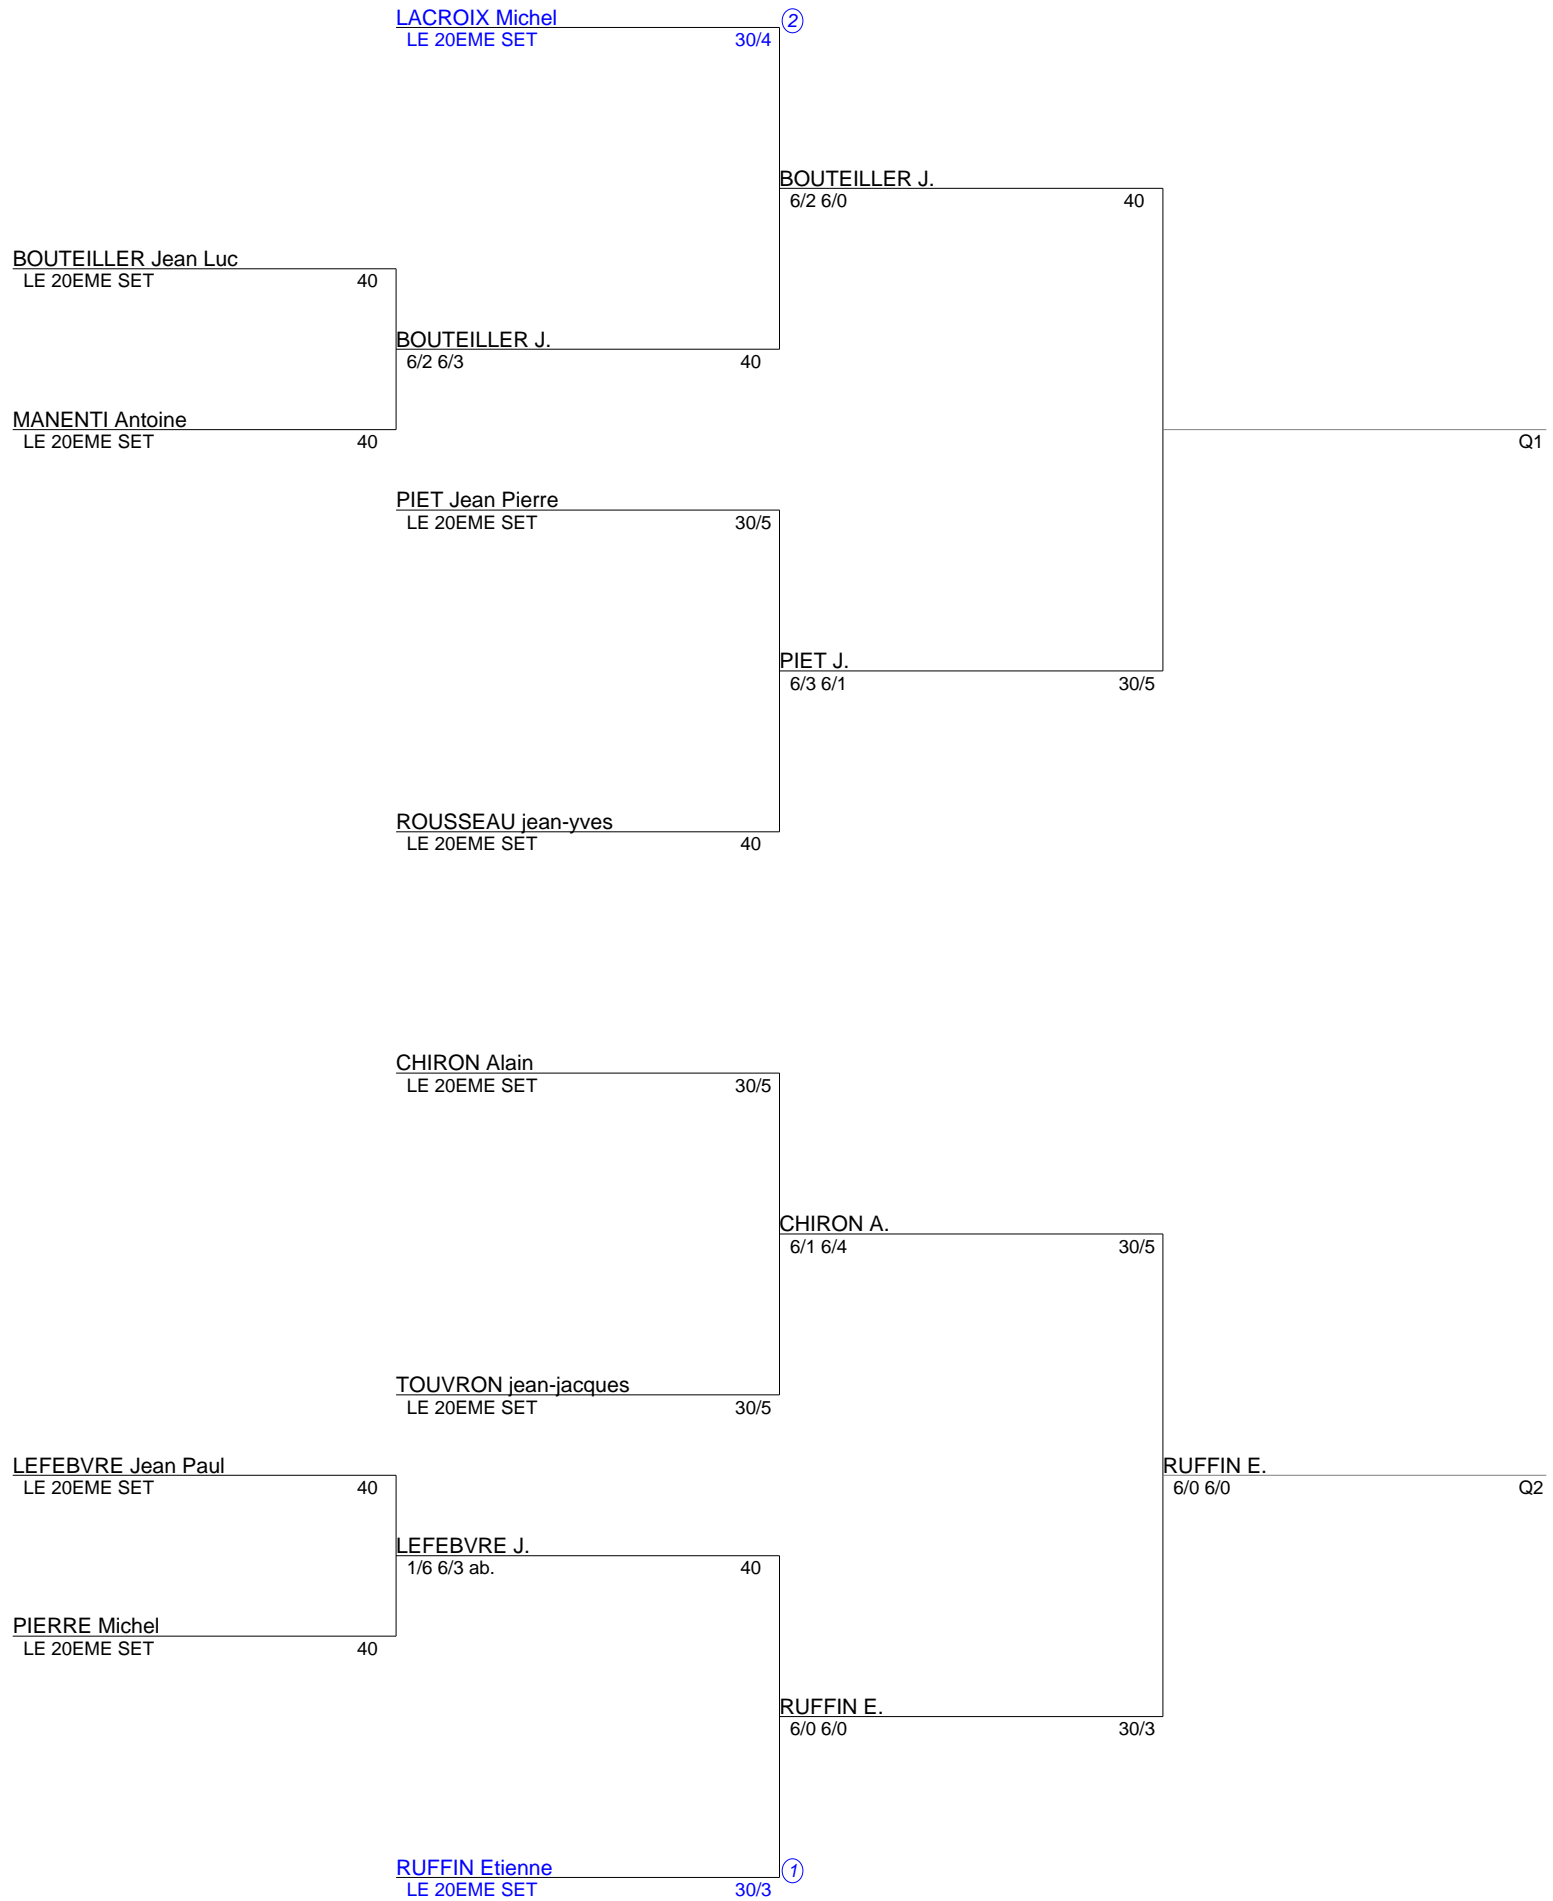 LACROIX Michel ②
LE 20EME SET 30/4
BOUTEILLER J.
6/2 6/0 40
BOUTEILLER Jean Luc
LE 20EME SET 40
BOUTEILLER J.
6/2 6/3 40
MANENTI Antoine
LE 20EME SET 40
Q1
PIET Jean Pierre
LE 20EME SET 30/5
PIET J.
6/3 6/1 30/5
ROUSSEAU jean-yves
LE 20EME SET 40
CHIRON Alain
LE 20EME SET 30/5
CHIRON A.
6/1 6/4 30/5
TOUVRON jean-jacques
LE 20EME SET 30/5
LEFEBVRE Jean Paul
LE 20EME SET 40
RUFFIN E.
6/0 6/0 Q2
LEFEBVRE J.
1/6 6/3 ab. 40
PIERRE Michel
LE 20EME SET 40
RUFFIN E.
6/0 6/0 30/3
RUFFIN Etienne ①
LE 20EME SET 30/3